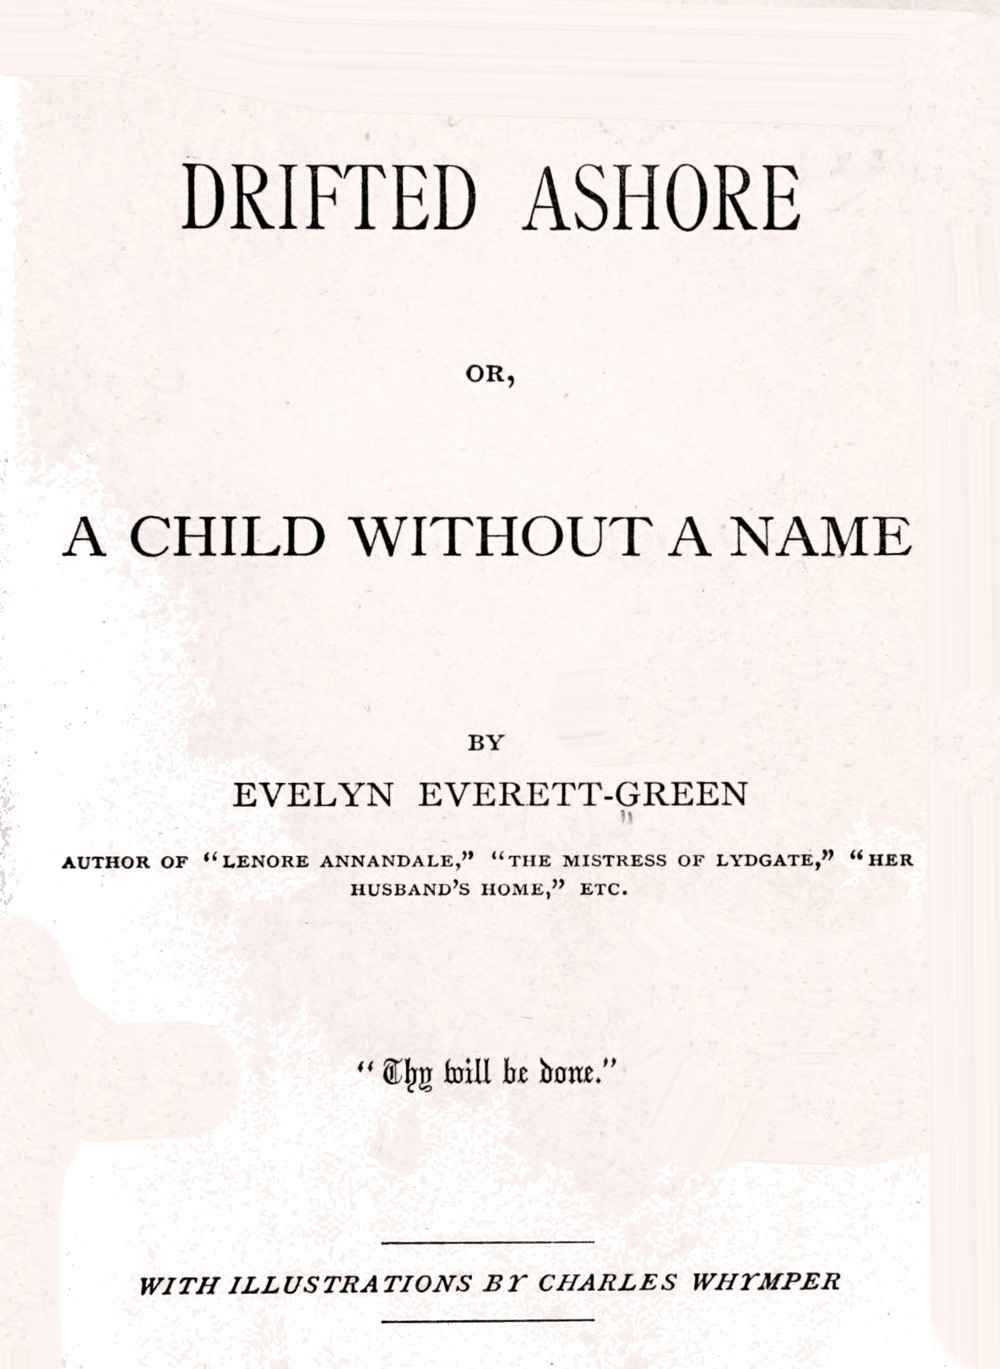 DRIFTED ASHORE
OR,
A CHILD WITHOUT A NAME
BY
EVELYN EVERETT-GREEN
AUTHOR OF “LENORE ANNANDALE,” “THE MISTRESS OF LYDGATE,” “HER
HUSBAND’S HOME,” ETC.
“Thy will be done.”
WITH ILLUSTRATIONS BY CHARLES WHYMPER